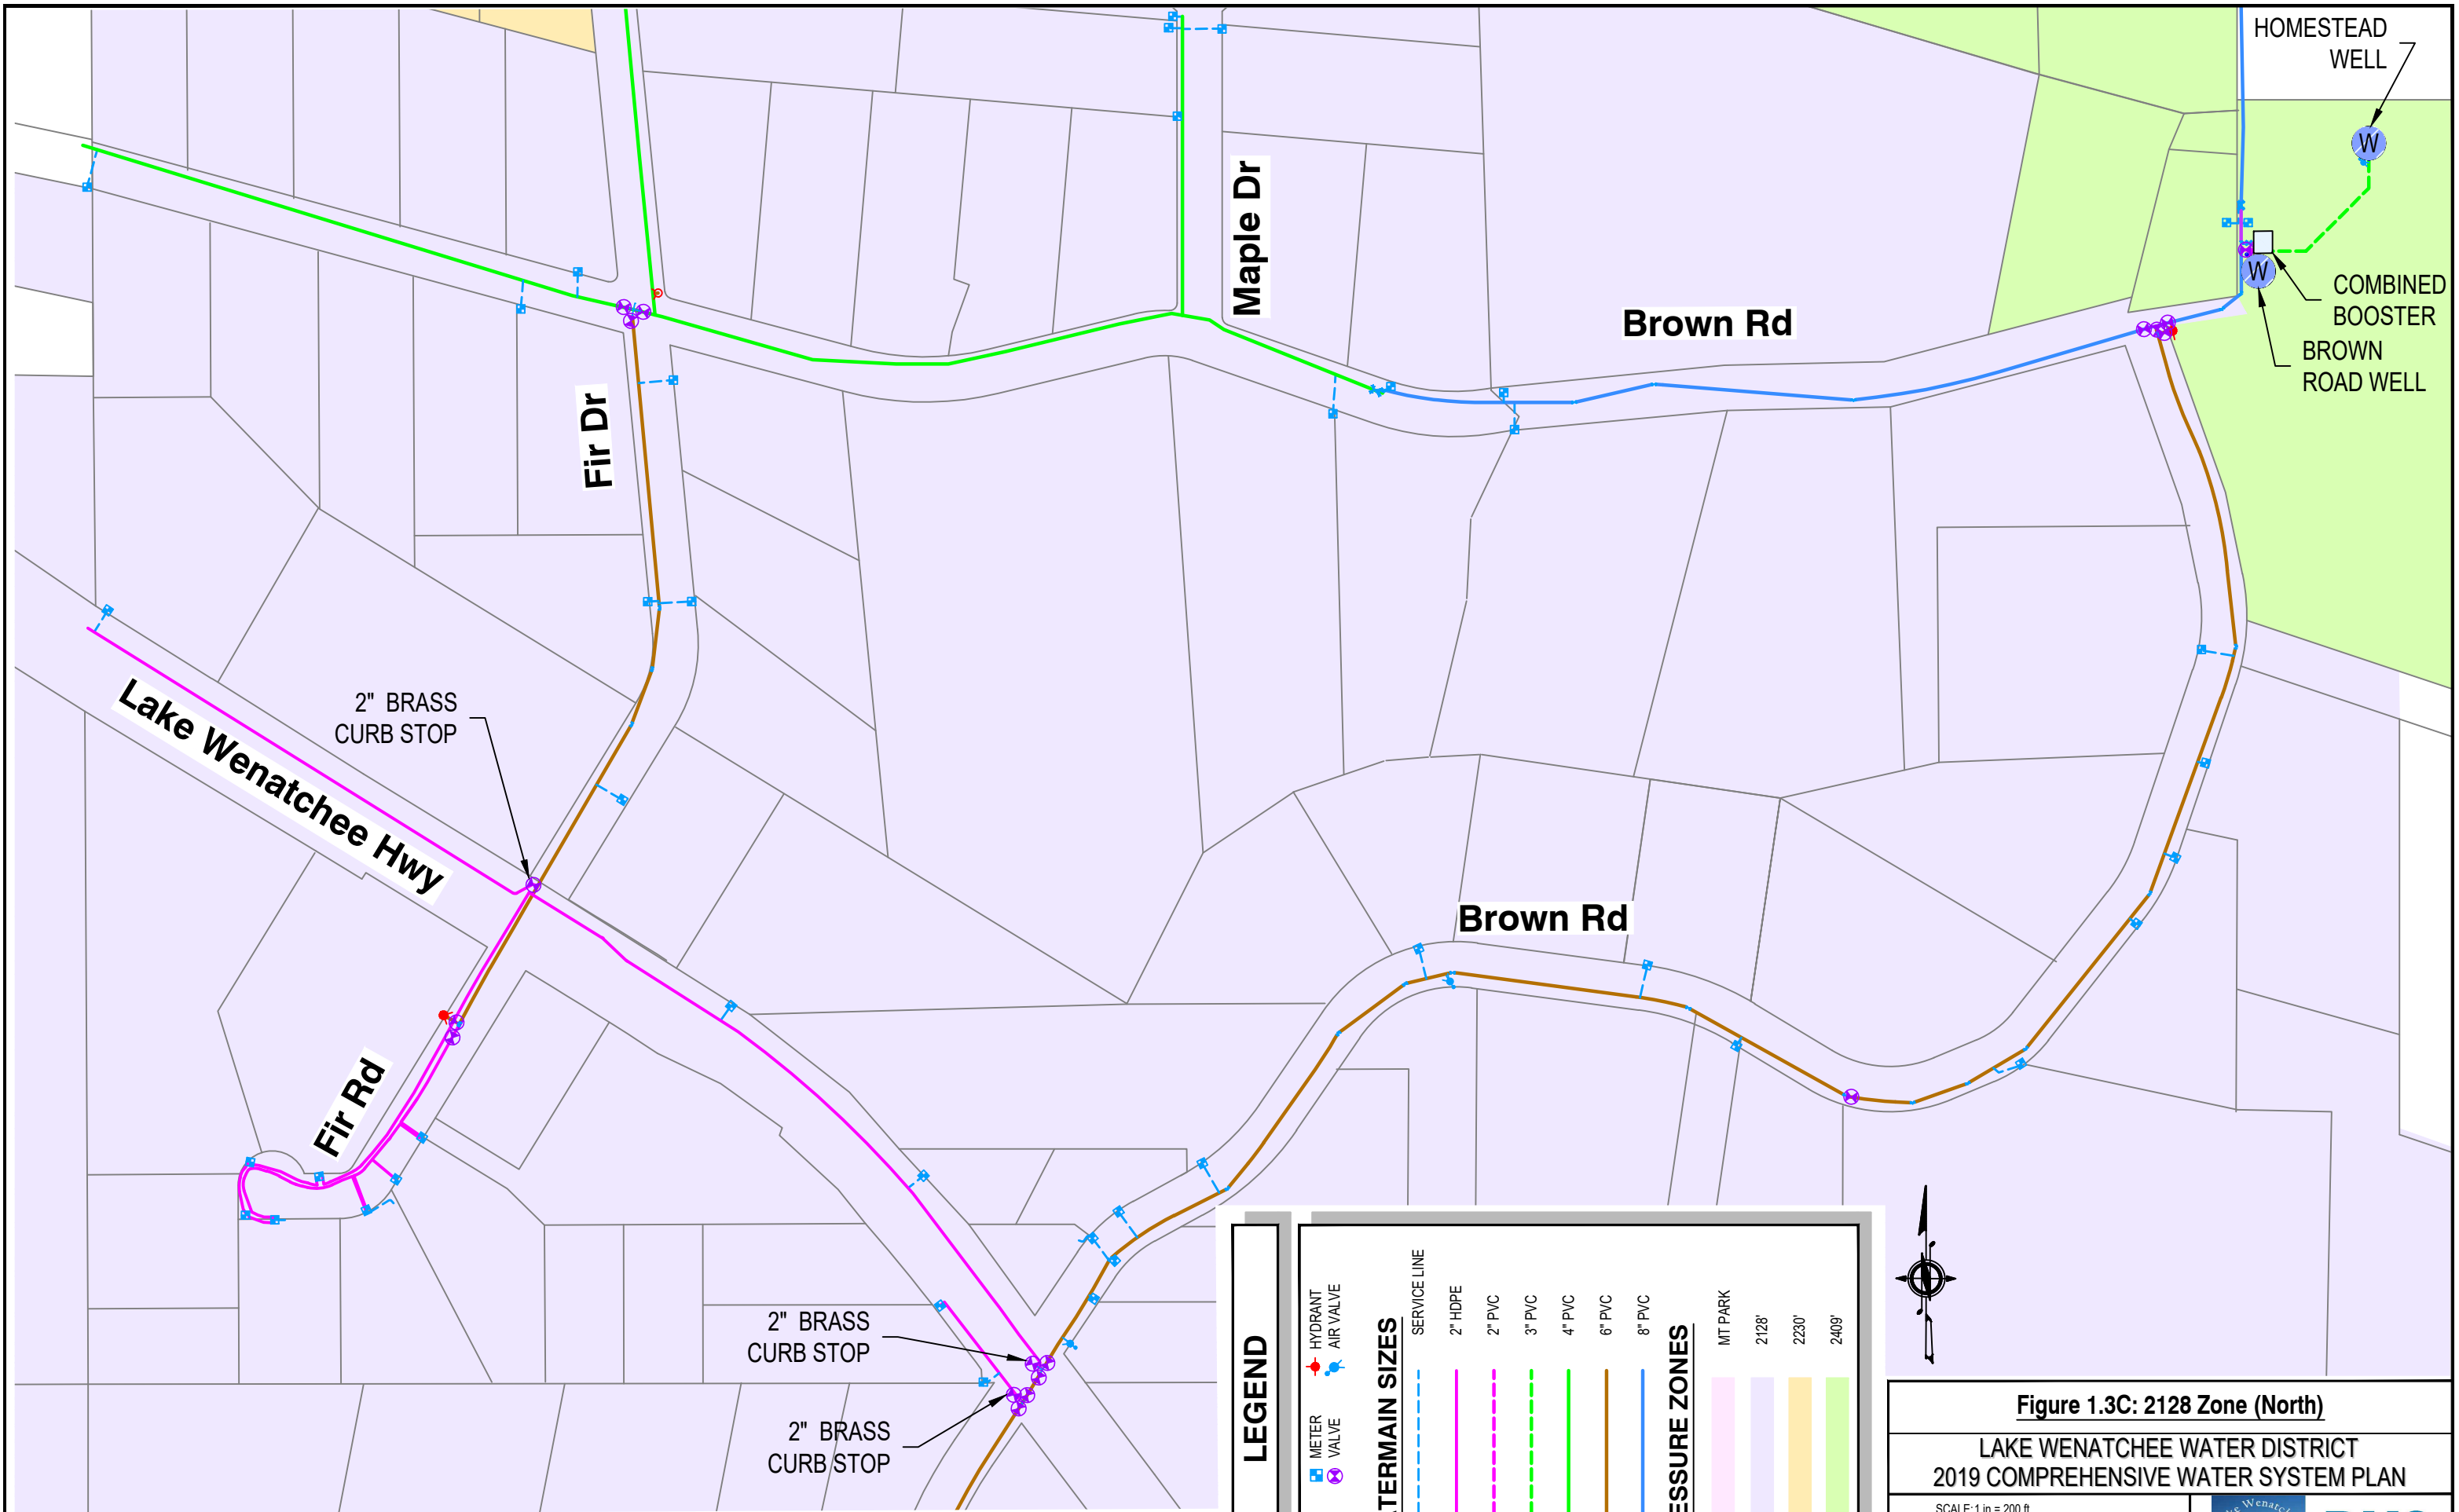 HOMESTEAD
WELL
W
W
COMBINED
BOOSTER
BROWN
ROAD WELL
Maple Dr
Brown Rd
Fir Dr
2" BRASS
CURB STOP
Lake Wenatchee Hwy
Brown Rd
Fir Rd
2" BRASS
CURB STOP
2" BRASS
CURB STOP
LEGEND
METER
HYDRANT
VALVE
AIR VALVE
SERVICE LINE
2" HDPE
2" PVC
3" PVC
4" PVC
6" PVC
8" PVC
MT PARK
2128'
2230'
2409'
Figure 1.3C: 2128 Zone (North)
LAKE WENATCHEE WATER DISTRICT
2019 COMPREHENSIVE WATER SYSTEM PLAN
SCALE: 1 in = 200 ft